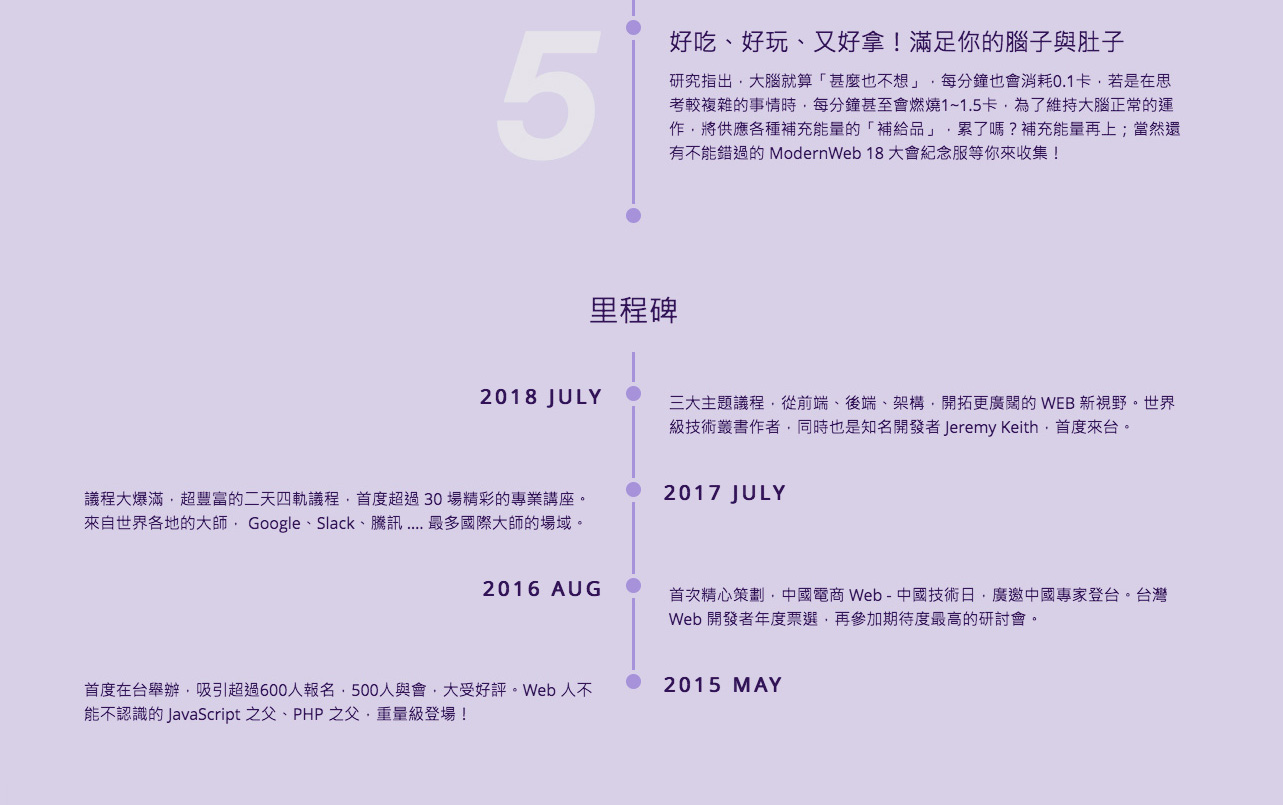 5
好吃、好玩、又好拿！滿足你的腦子與肚子
研究指出，大腦就算「甚麼也不想」，每分鐘也會消耗0.1卡，若是在思
考較複雜的事情時，每分鐘甚至會燃燒1~1.5卡，為了維持大腦正常的運
作，將供應各種補充能量的「補給品」，累了嗎？補充能量再上；當然還
有不能錯過的 ModernWeb 18 大會紀念服等你來收集！
里程碑
2018 JULY
三大主題議程，從前端、後端、架構，開拓更廣闊的 WEB 新視野。世界
級技術叢書作者，同時也是知名開發者 Jeremy Keith，首度來台。
2017 JULY
議程大爆滿，超豐富的二天四軌議程，首度超過 30 場精彩的專業講座。
來自世界各地的大師， Google、Slack、騰訊 .... 最多國際大師的場域。
2016 AUG
首次精心策劃，中國電商 Web - 中國技術日，廣邀中國專家登台。台灣
Web 開發者年度票選，再參加期待度最高的研討會。
2015 MAY
首度在台舉辦，吸引超過600人報名，500人與會，大受好評。Web 人不
能不認識的 JavaScript 之父、PHP 之父，重量級登場！